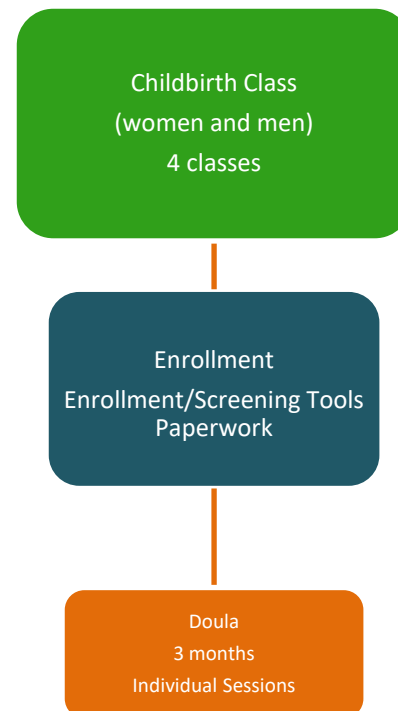 Childbirth Class
(women and men)
4 classes
Enrollment
Enrollment/Screening Tools
Paperwork
Doula
3 months
Individual Sessions